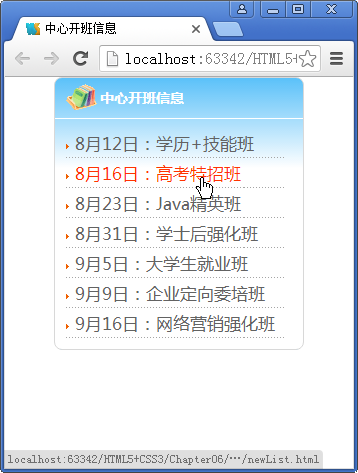 中心开班信息
localhost:63342/HTML5+
中心开班信息
8月12日：学历+技能班
8月16日：高考特招班
8月23日：Java精英班
8月31日：学士后强化班
9月5日：大学生就业班
9月9日：企业定向委培班
9月16日：网络营销强化班
localhost:63342/HTML5+CSS3/Chapter06/…/newList.html